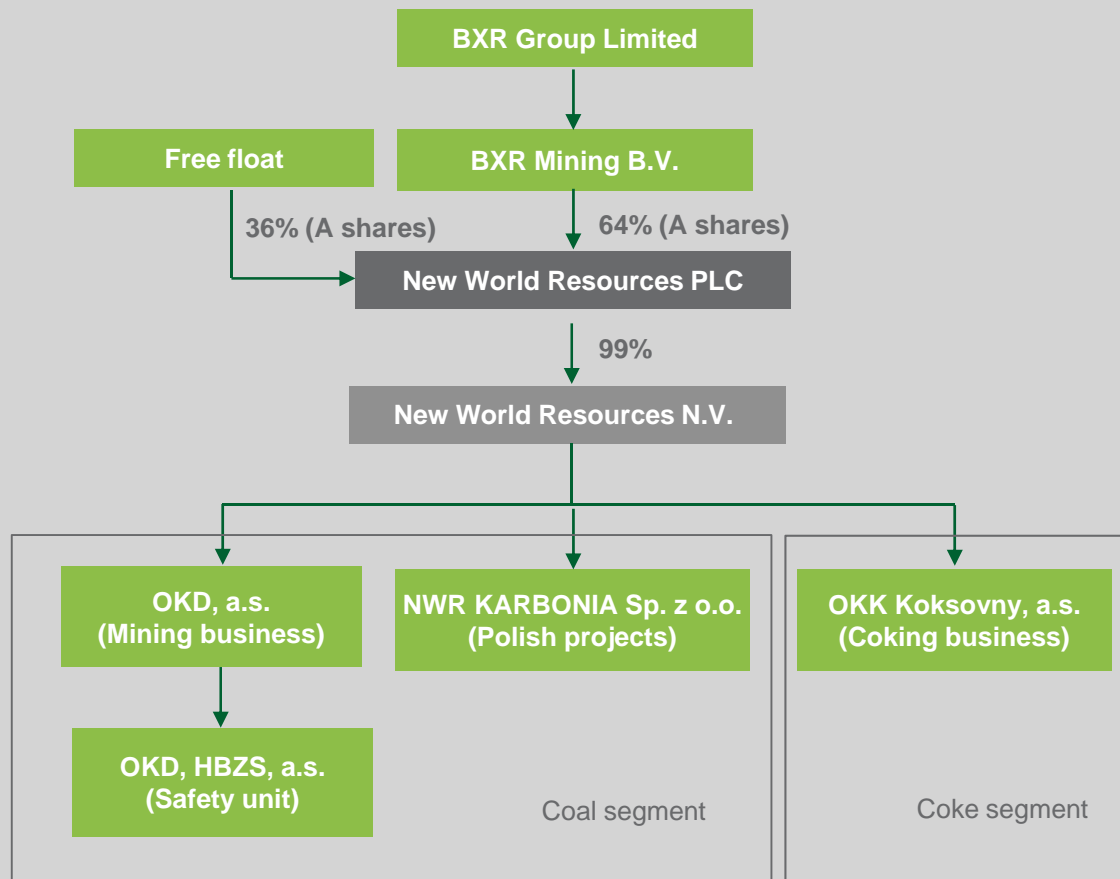 BXR Group Limited
Free float
BXR Mining B.V.
36% (A shares)
64% (A shares)
New World Resources PLC
99%
New World Resources N.V.
OKD, a.s.
(Mining business)
NWR KARBONIA Sp. z o.o.
(Polish projects)
OKK Koksovny, a.s.
(Coking business)
OKD, HBZS, a.s.
(Safety unit)
Coal segment
Coke segment